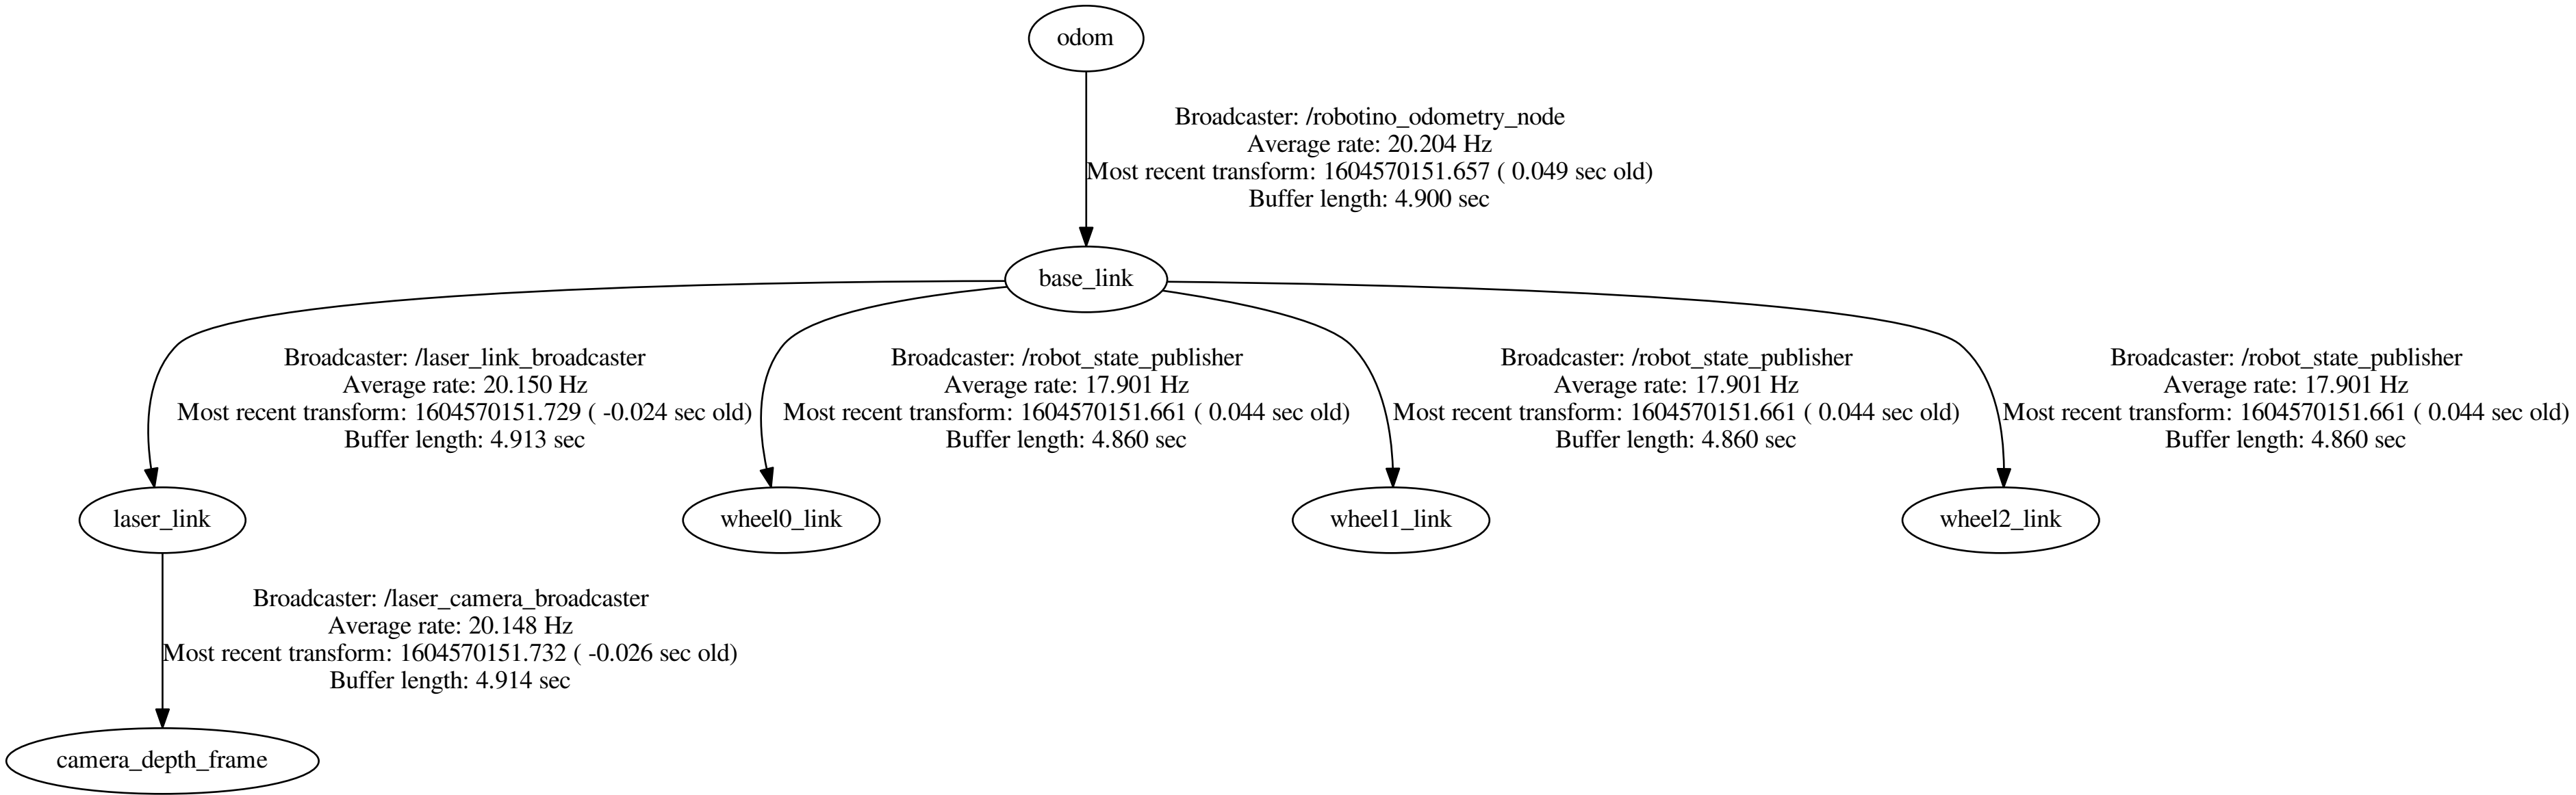 odom
Broadcaster: /robotino_odometry_node
Average rate: 20.204 Hz
Most recent transform: 1604570151.657 ( 0.049 sec old)
Buffer length: 4.900 sec
base_link
Broadcaster: /laser_link_broadcaster
Average rate: 20.150 Hz
Most recent transform: 1604570151.729 ( -0.024 sec old)
Buffer length: 4.913 sec
Broadcaster: /robot_state_publisher
Average rate: 17.901 Hz
Most recent transform: 1604570151.661 ( 0.044 sec old)
Buffer length: 4.860 sec
Broadcaster: /robot_state_publisher
Average rate: 17.901 Hz
Most recent transform: 1604570151.661 ( 0.044 sec old)
Buffer length: 4.860 sec
Broadcaster: /robot_state_publisher
Average rate: 17.901 Hz
Most recent transform: 1604570151.661 ( 0.044 sec old)
Buffer length: 4.860 sec
laser_link
wheel0_link
wheel1_link
wheel2_link
Broadcaster: /laser_camera_broadcaster
Average rate: 20.148 Hz
Most recent transform: 1604570151.732 ( -0.026 sec old)
Buffer length: 4.914 sec
camera_depth_frame